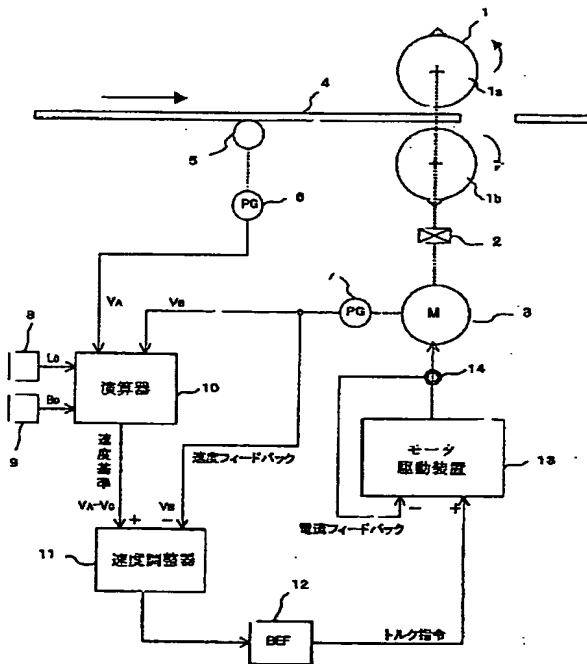 1
1a
4
5
6
PG
1b
2
PG
M
3
VA
VB
8
L0
9
B0
演算器
10
14
モータ
駆動装置
13
速度基準
速度フィードバック
VA-VC
+
−
VB
−
+
電流フィードバック
11
速度調整器
12
BEF
トルク指令